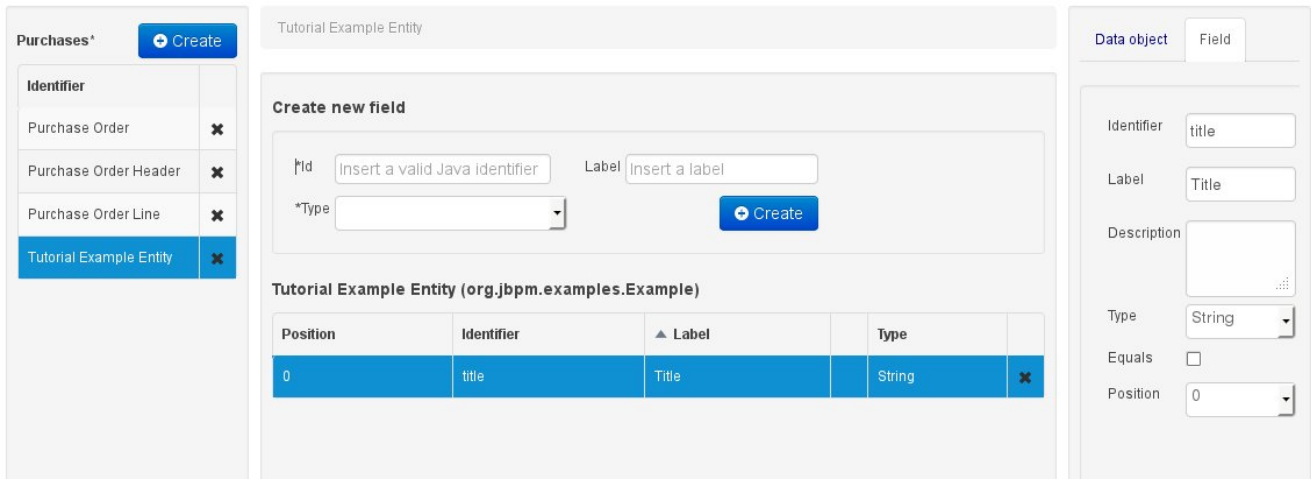 Purchases*
Create
Identifier
Purchase Order
Purchase Order Header
Purchase Order Line
Tutorial Example Entity
Tutorial Example Entity
Create new field
*Id Insert a valid Java identifier Label Insert a label
*Type
Create
Tutorial Example Entity (org.jbpm.examples.Example)
Position Identifier Label Type
0 title Title String
Data object Field
Identifier title
Label Title
Description
Type String
Equals
Position 0